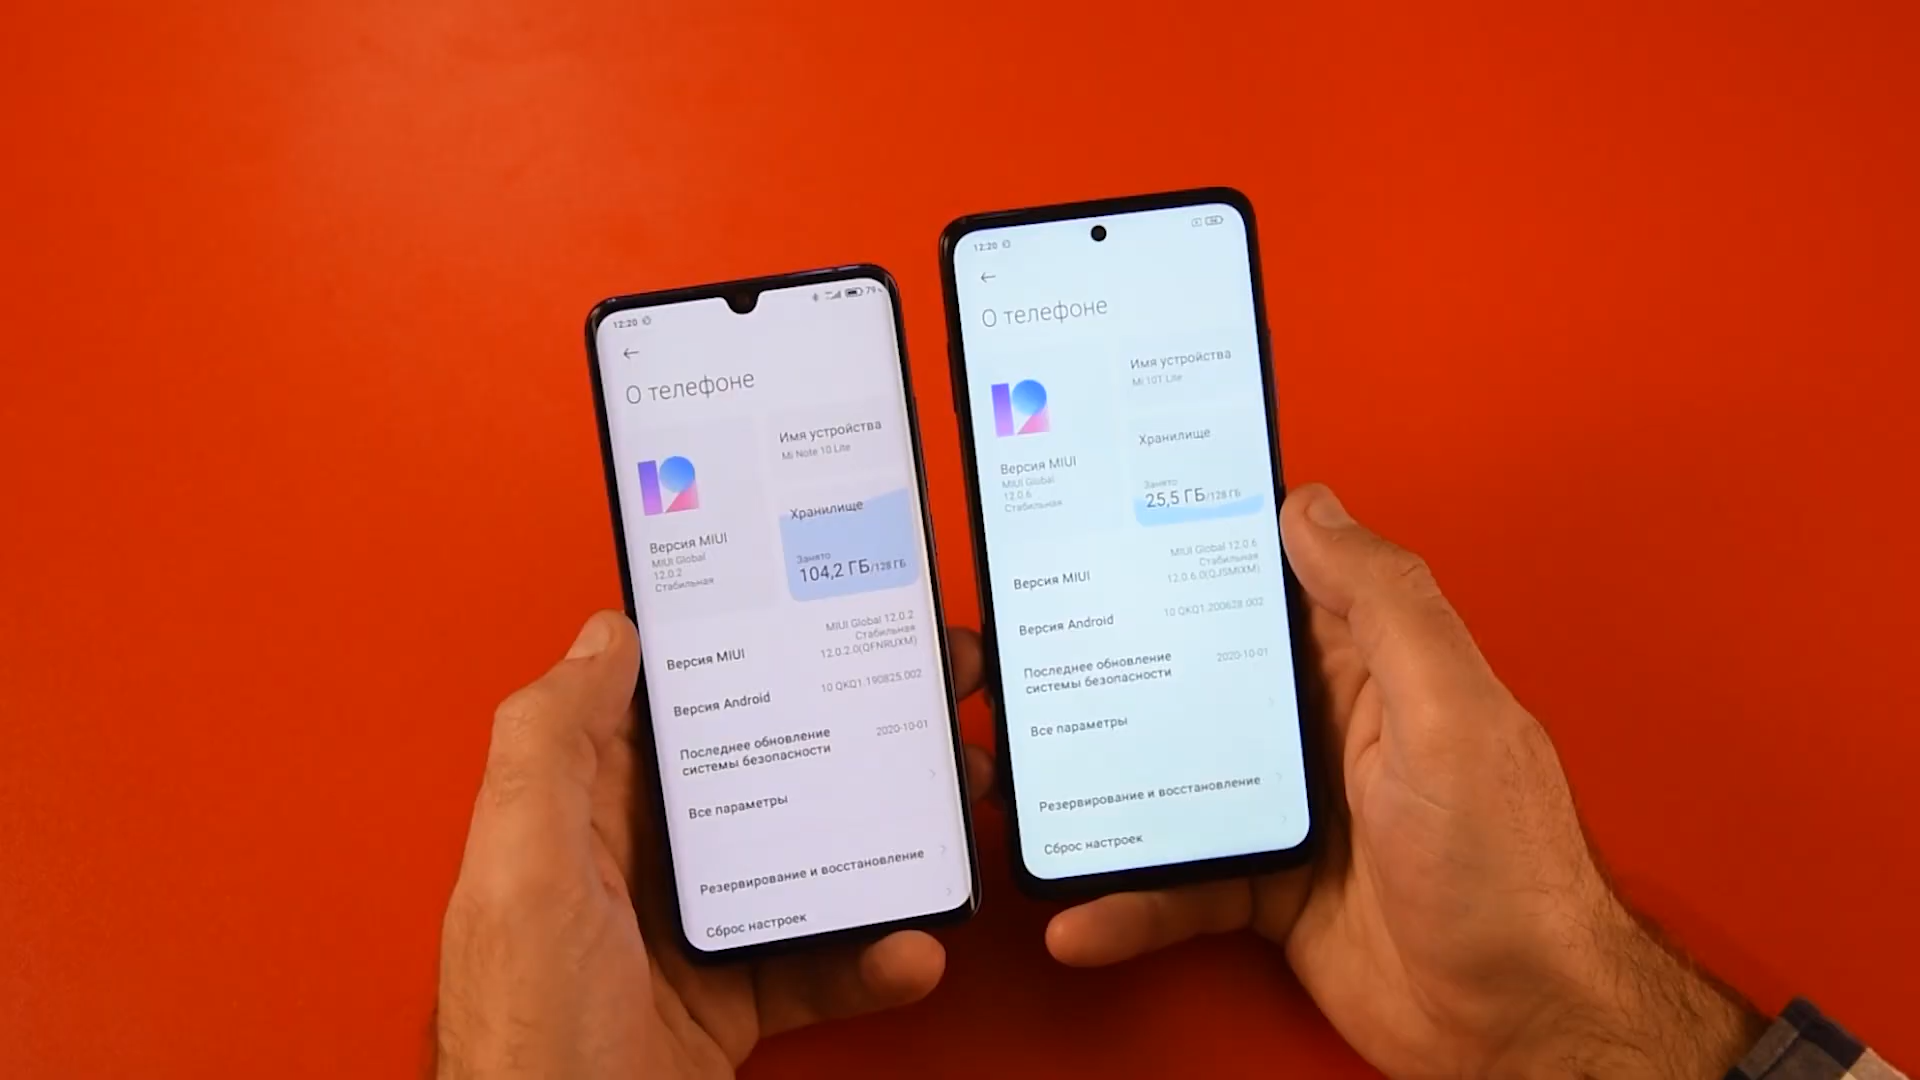 12:20
79
О телефоне
Имя устройства
Mi Note 10 Lite
Хранилище
Занято
104,2 ГБ/128 ГБ
12
Версия MIUI
MIUI Global
12.0.2
Стабильная
Версия MIUI
MIUI Global 12.0.2
Стабильная
12.0.2.0(QFNRUXM)
Версия Android
10 QKQ1.190825.002
Последнее обновление
системы безопасности
2020-10-01
Все параметры
Резервирование и восстановление
Сброс настроек
12:20
О телефоне
Имя устройства
Mi 10T Lite
Хранилище
Занято
25,5 ГБ/128 ГБ
12
Версия MIUI
MIUI Global
12.0.6
Стабильная
Версия MIUI
MIUI Global 12.0.6
Стабильная
12.0.6.0(QJSMIXM)
Версия Android
10 QKQ1.200628.002
Последнее обновление
системы безопасности
2020-10-01
Все параметры
Резервирование и восстановление
Сброс настроек